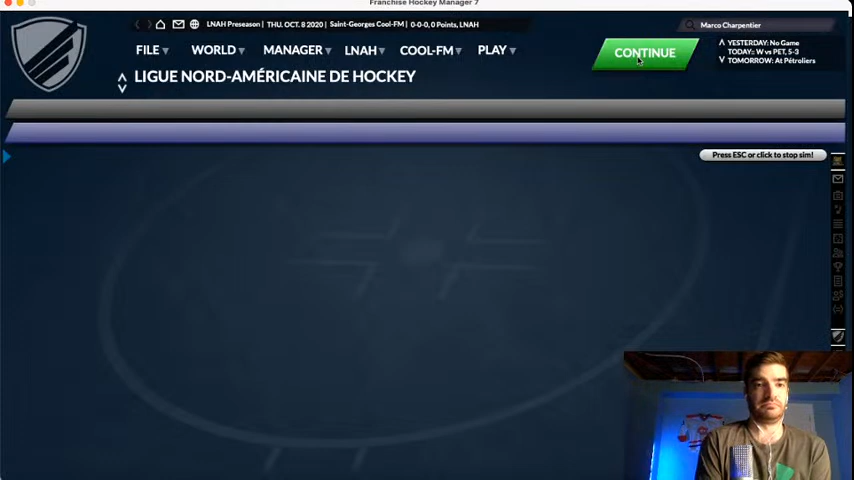 Franchise Hockey Manager 7
LNAH Preseason | THU. OCT. 8 2020 | Saint-Georges Cool-FM | 0-0-0, 0 Points, LNAH
Marco Charpentier
FILE WORLD MANAGER LNAH COOL-FM PLAY
CONTINUE
YESTERDAY: No Game
TODAY: W vs PET, 5-3
TOMORROW: At Pétroliers
LIGUE NORD-AMÉRICAINE DE HOCKEY
Press ESC or click to stop sim!